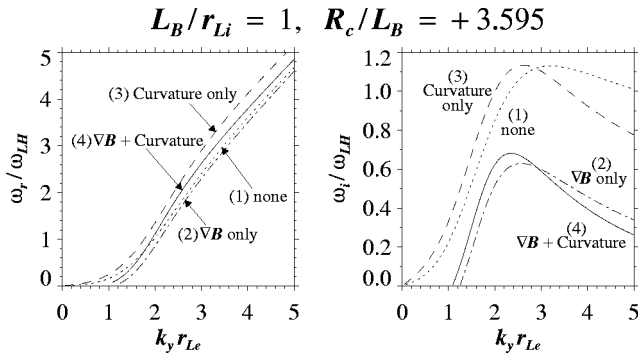 L_B/r_Li = 1, R_c/L_B = +3.595
ω_r/ω_LH
5
4
3
2
1
0
(3) Curvature only
(4)∇B + Curvature
(1) none
(2)∇B only
0 1 2 3 4 5
k_y r_Le
ω_i/ω_LH
1.2
1.0
0.8
0.6
0.4
0.2
0.0
(3)
Curvature
only
(1)
none
(2)
∇B only
(4)
∇B + Curvature
0 1 2 3 4 5
k_y r_Le